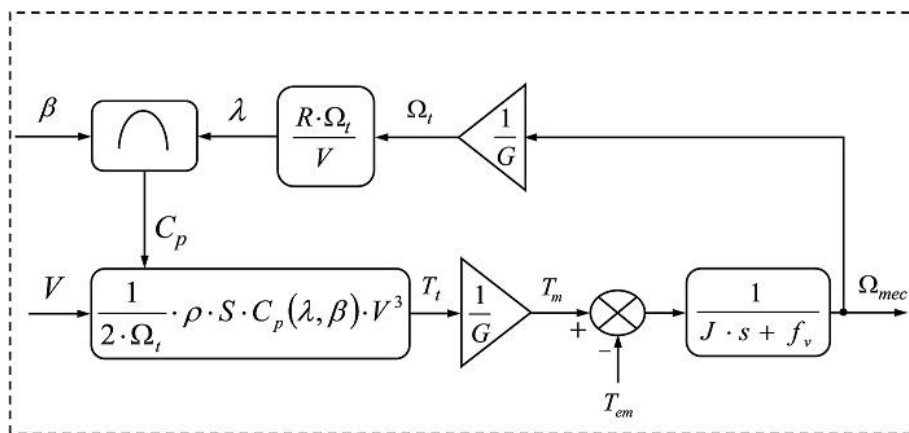 β λ R·Ω_t / V Ω_t 1/G
C_p
V 1 / 2·Ω_t · ρ · S · C_p(λ, β) · V^3 T_t 1/G T_m + − 1 / J · s + f_v Ω_mec
T_em